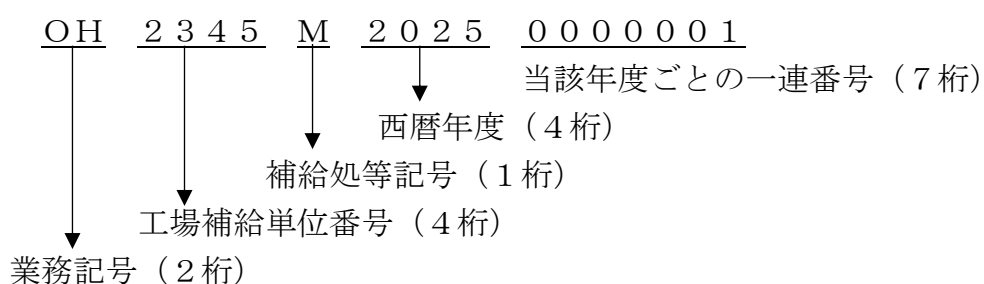 ＯＨ ２３４５ Ｍ ２０２５ ０００００００１
当該年度ごとの一連番号（７桁）
西暦年度（４桁）
補給処等記号（１桁）
工場補給単位番号（４桁）
業務記号（２桁）